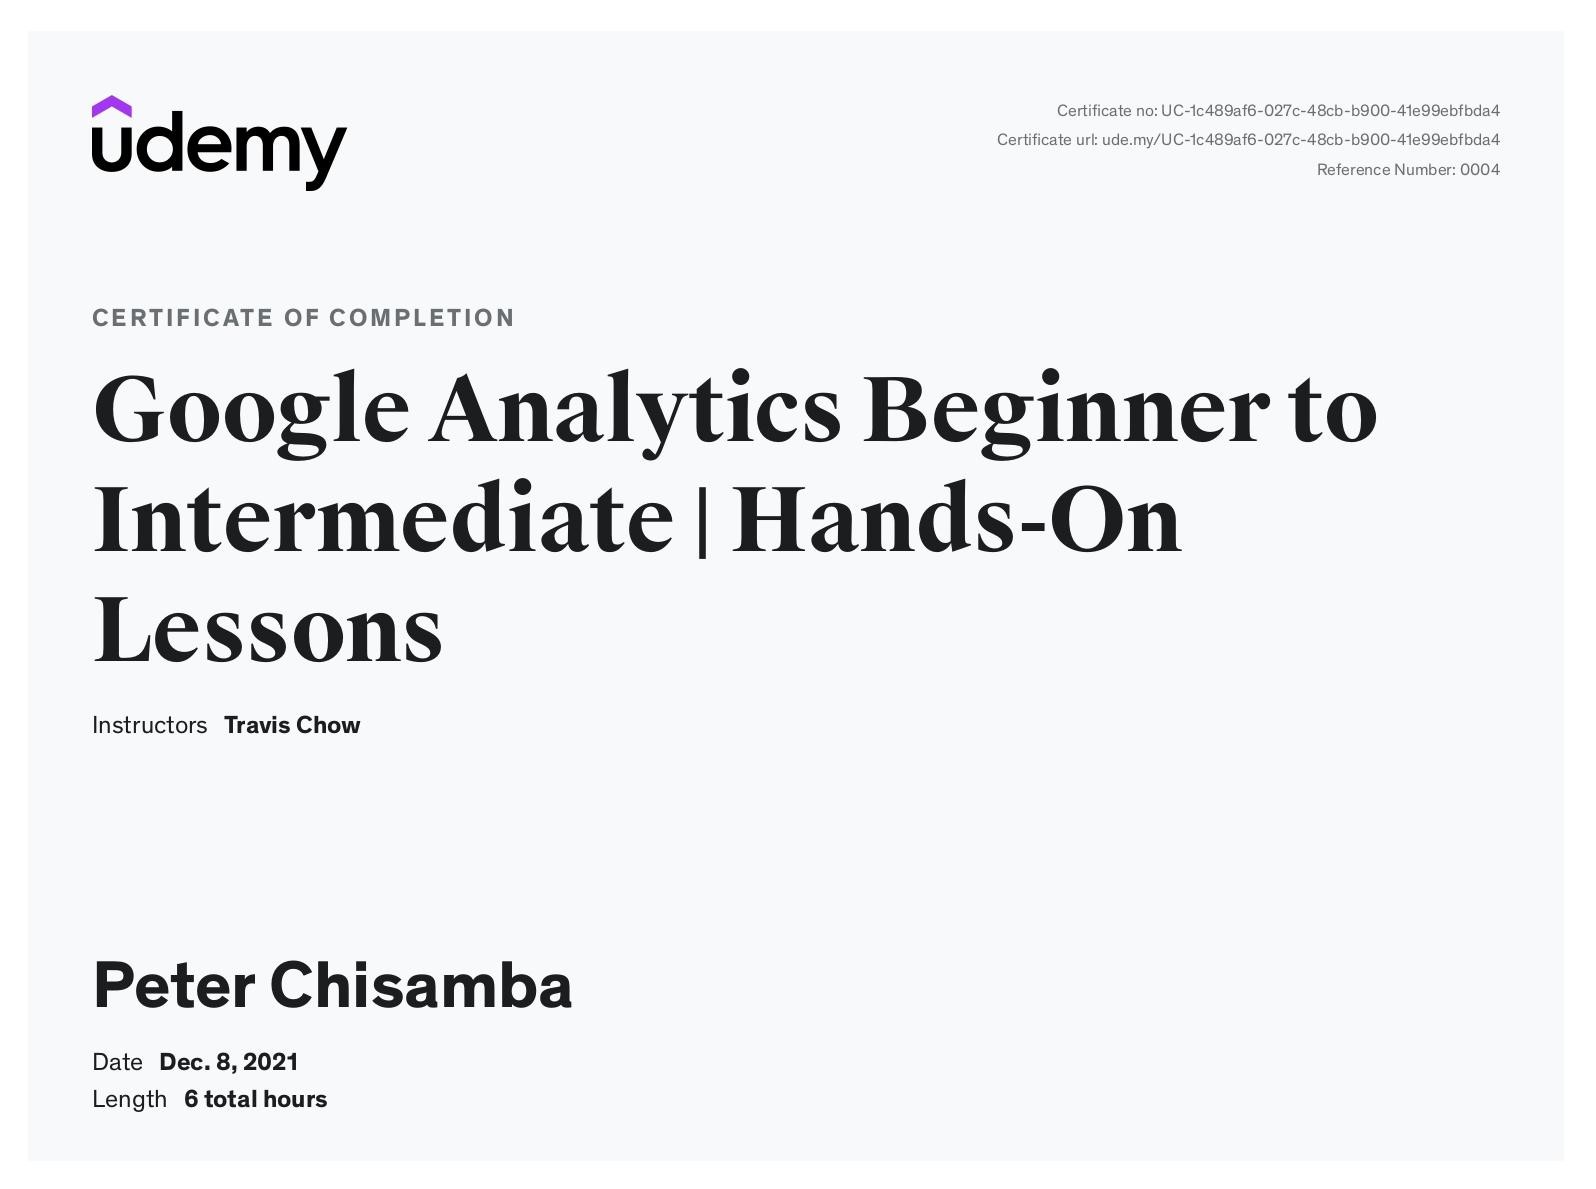 udemy
Certificate no: UC-1c489af6-027c-48cb-b900-41e99ebfbda4
Certificate url: ude.my/UC-1c489af6-027c-48cb-b900-41e99ebfbda4
Reference Number: 0004
CERTIFICATE OF COMPLETION
Google Analytics Beginner to
Intermediate | Hands-On
Lessons
Instructors Travis Chow
Peter Chisamba
Date Dec. 8, 2021
Length 6 total hours